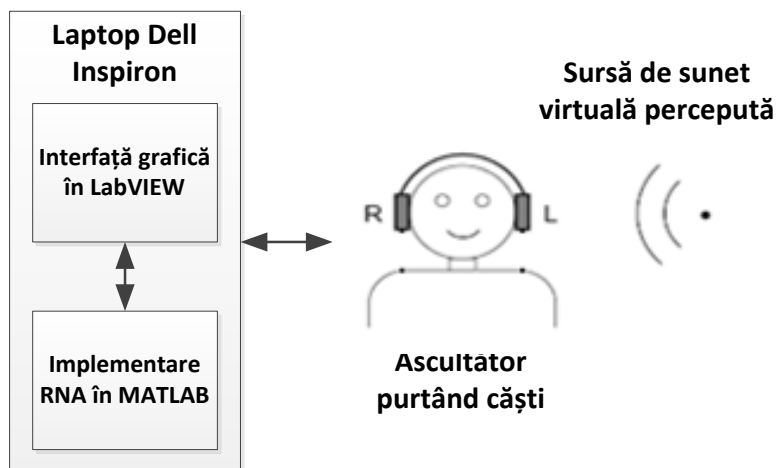 Laptop Dell
Inspiron
Interfață grafică
în LabVIEW
Implementare
RNA în MATLAB
R
L
Ascultător
purtând căști
Sursă de sunet
virtuală percepută